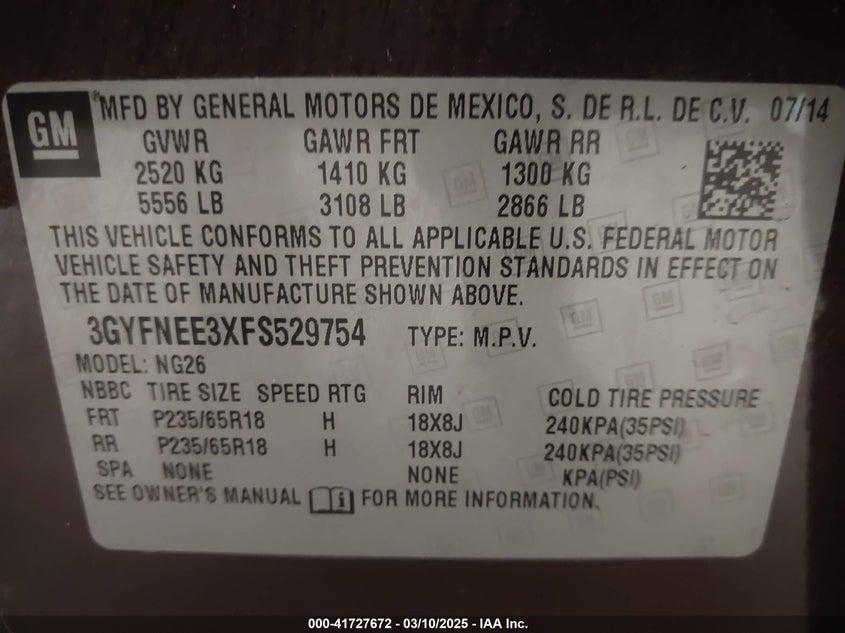 GM
®MFD BY GENERAL MOTORS DE MEXICO, S. DE R.L. DE C.V. 07/14
GVWR GAWR FRT GAWR RR
2520 KG 1410 KG 1300 KG
5556 LB 3108 LB 2866 LB
THIS VEHICLE CONFORMS TO ALL APPLICABLE U.S. FEDERAL MOTOR
VEHICLE SAFETY AND THEFT PREVENTION STANDARDS IN EFFECT ON
THE DATE OF MANUFACTURE SHOWN ABOVE.
3GYFNEE3XFS529754 TYPE: M.P.V.
MODEL: NG26
NBBC TIRE SIZE SPEED RTG RIM COLD TIRE PRESSURE
FRT P235/65R18 H 18X8J 240KPA(35PSI)
RR P235/65R18 H 18X8J 240KPA(35PSI)
SPA NONE NONE KPA(PSI)
SEE OWNER'S MANUAL i FOR MORE INFORMATION.
000-41727672 — 03/10/2025 — IAA Inc.